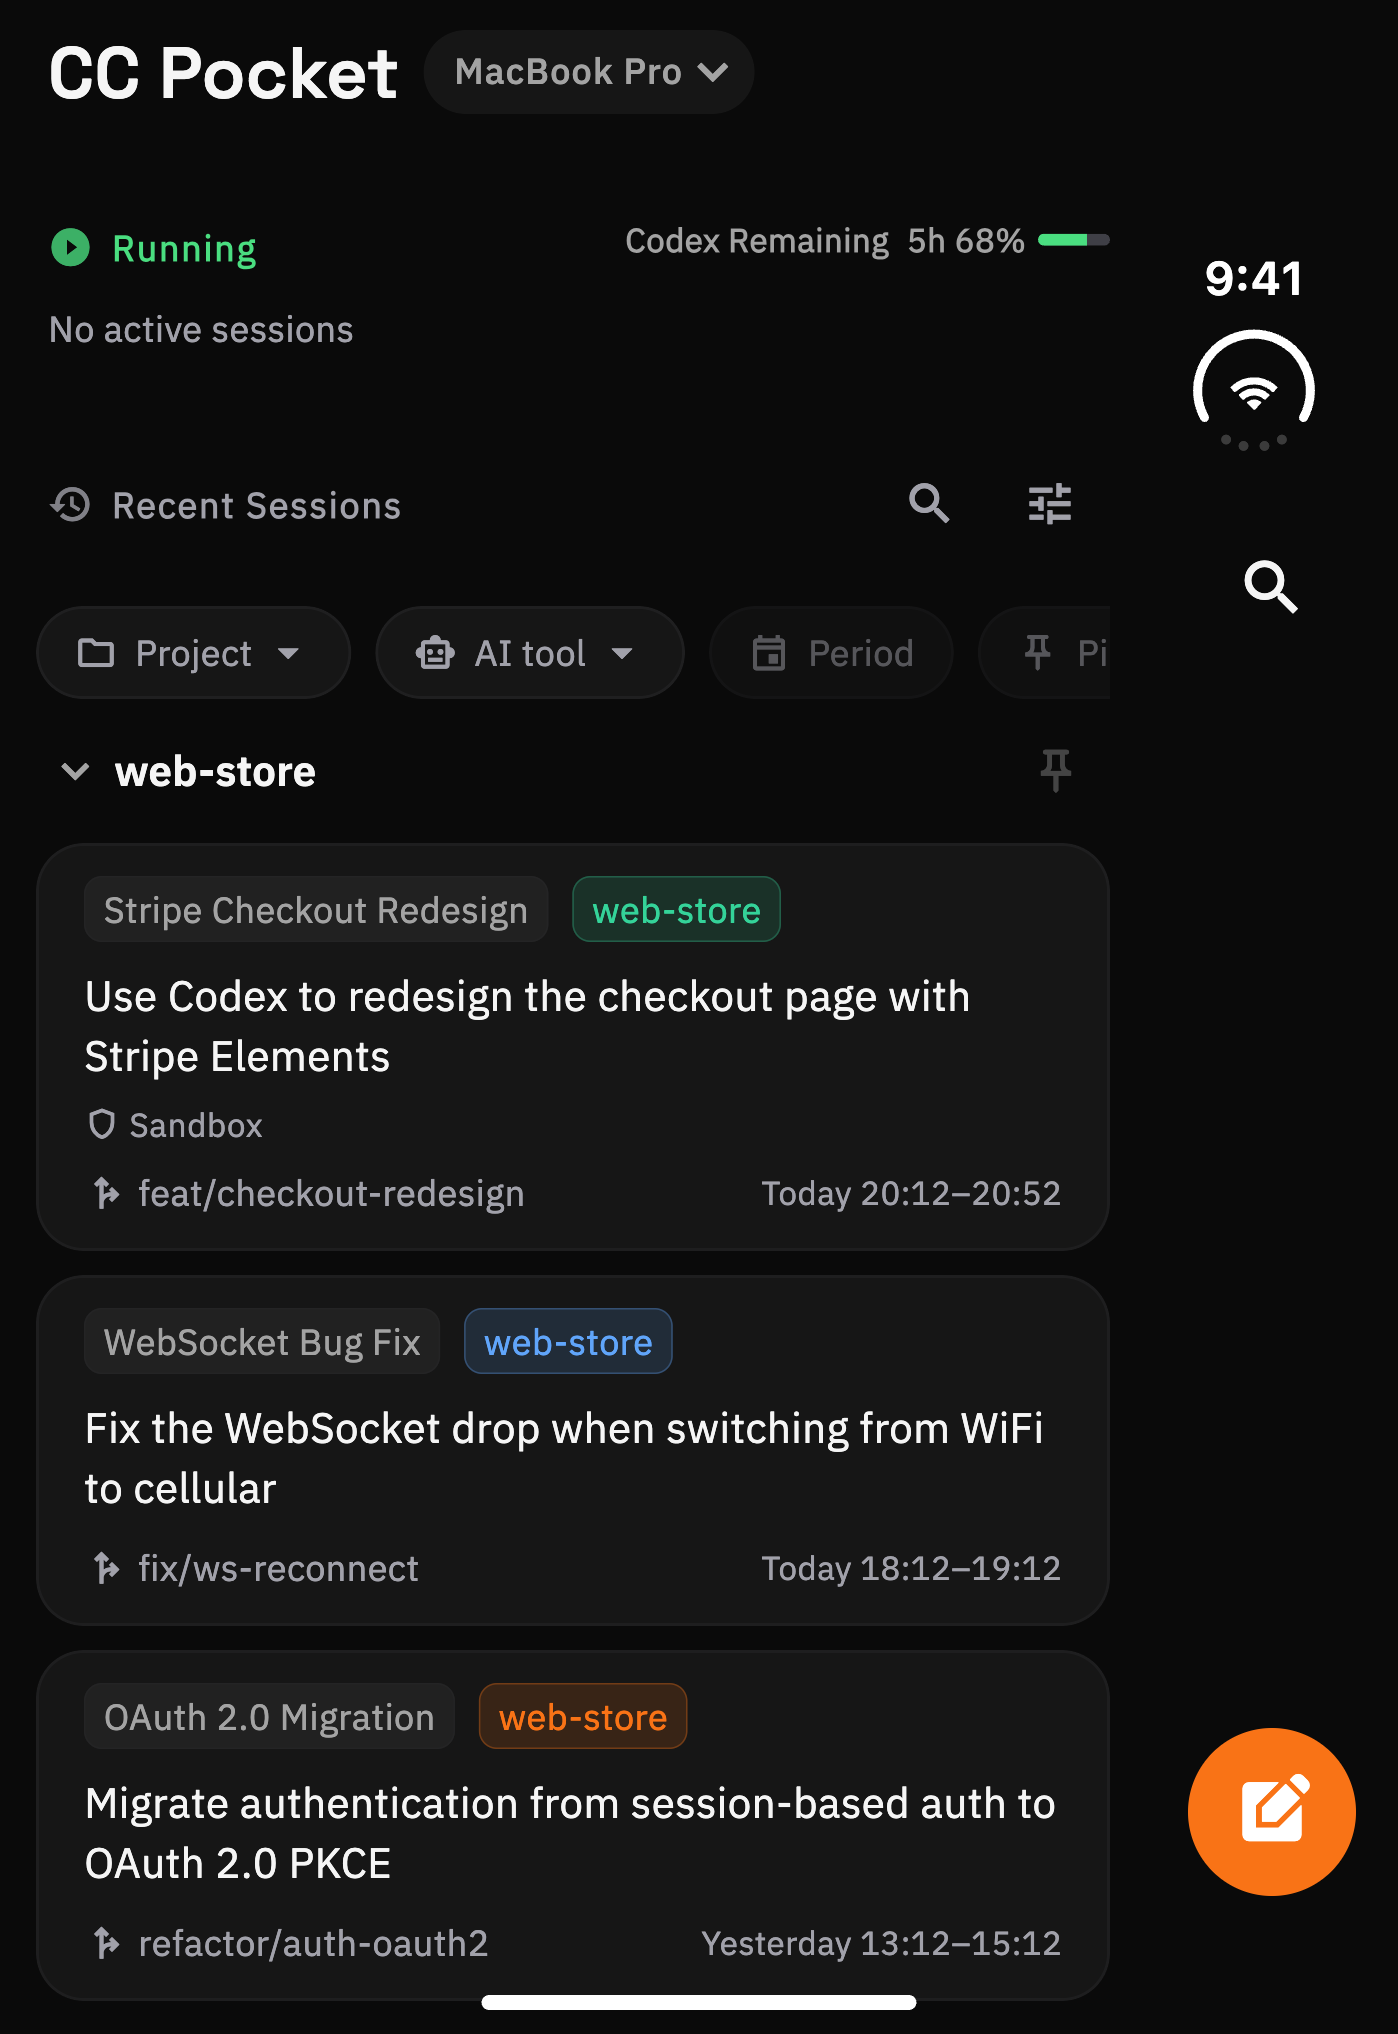 CC Pocket
MacBook Pro
Running
Codex Remaining 5h 68%
9:41
No active sessions
Recent Sessions
Project
AI tool
Period
Pi
web-store
Stripe Checkout Redesign
web-store
Use Codex to redesign the checkout page with
Stripe Elements
Sandbox
feat/checkout-redesign
Today 20:12–20:52
WebSocket Bug Fix
web-store
Fix the WebSocket drop when switching from WiFi
to cellular
fix/ws-reconnect
Today 18:12–19:12
OAuth 2.0 Migration
web-store
Migrate authentication from session-based auth to
OAuth 2.0 PKCE
refactor/auth-oauth2
Yesterday 13:12–15:12